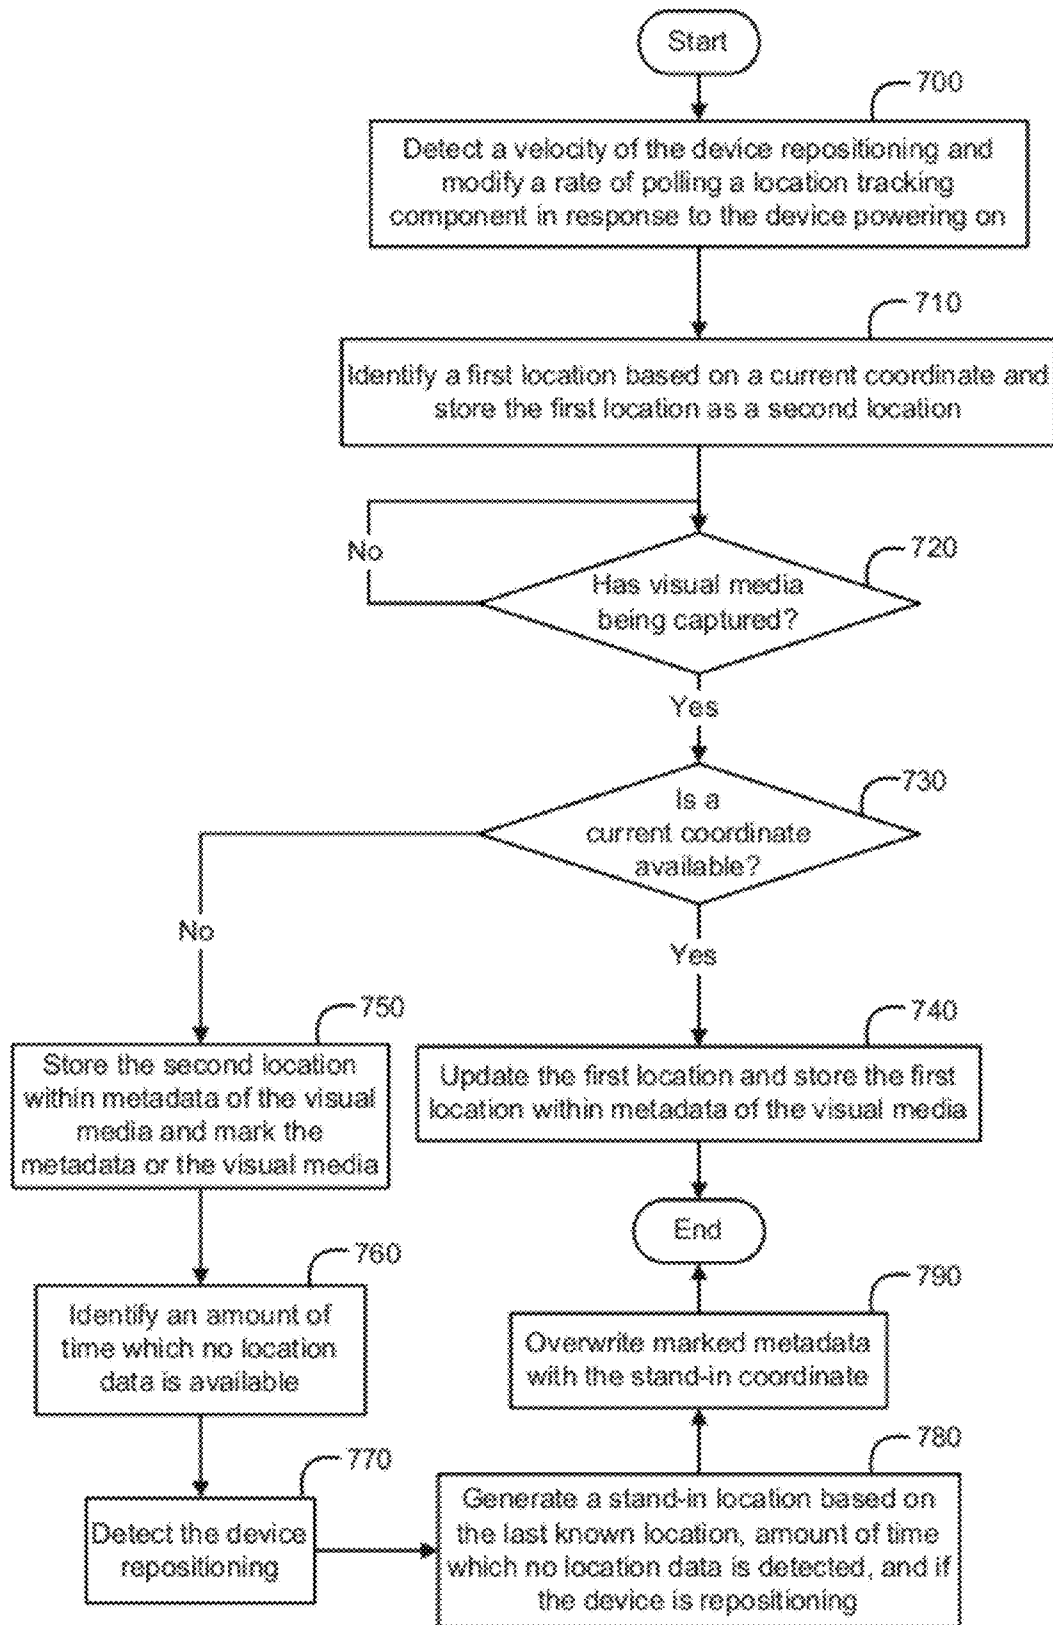 Start
700
Detect a velocity of the device repositioning and
modify a rate of polling a location tracking
component in response to the device powering on
710
Identify a first location based on a current coordinate and
store the first location as a second location
720
No
Has visual media
being captured?
Yes
730
Is a
current coordinate
available?
No
Yes
750
Store the second location
within metadata of the visual
media and mark the
metadata or the visual media
740
Update the first location and store the first
location within metadata of the visual media
End
760
Identify an amount of
time which no location
data is available
790
Overwrite marked metadata
with the stand-in coordinate
770
Detect the device
repositioning
780
Generate a stand-in location based on
the last known location, amount of time
which no location data is detected, and if
the device is repositioning